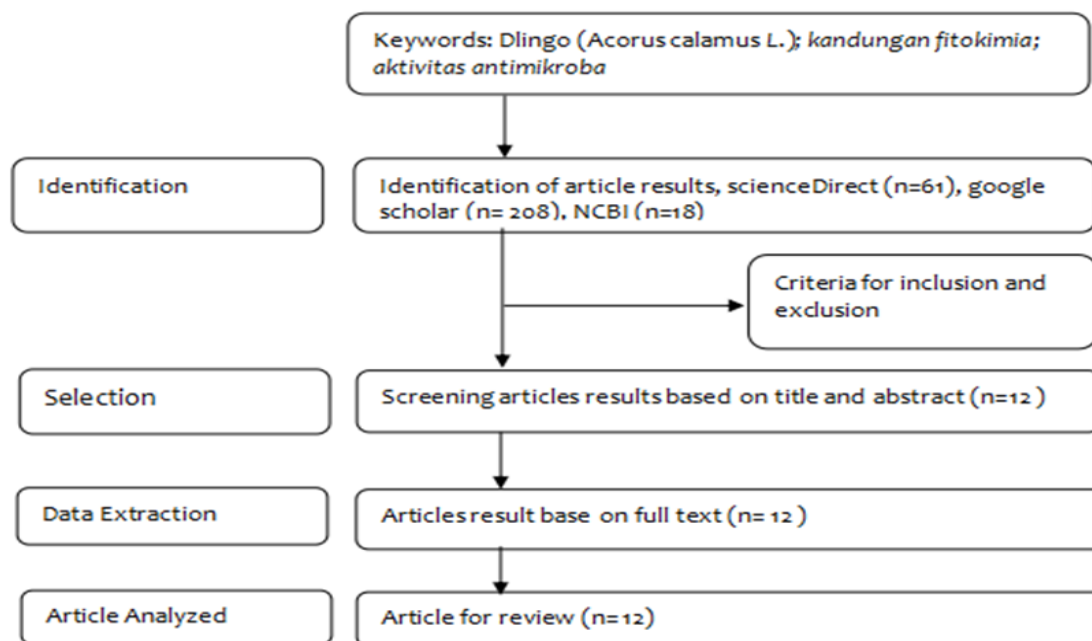 Keywords: Dlingo (Acorus calamus L.); kandungan fitokimia;
aktivitas antimikroba
Identification
Identification of article results, scienceDirect (n=61), google
scholar (n= 208), NCBI (n=18)
Criteria for inclusion and
exclusion
Selection
Screening articles results based on title and abstract (n=12 )
Data Extraction
Articles result base on full text (n= 12 )
Article Analyzed
Article for review (n=12)